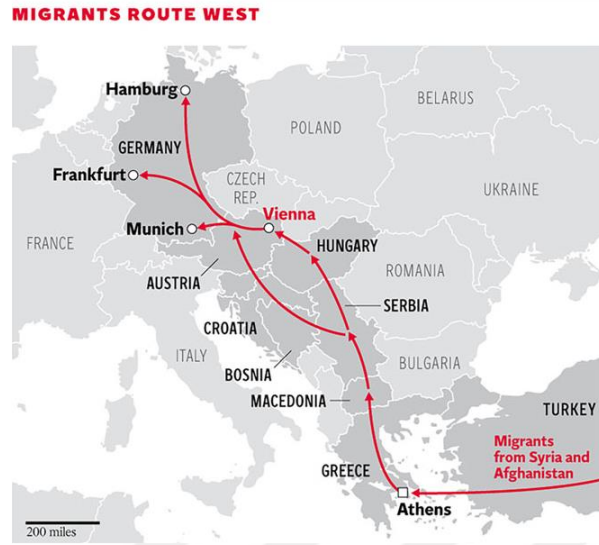 MIGRANTS ROUTE WEST
Hamburg
BELARUS
POLAND
GERMANY
Frankfurt
CZECH
REP.
UKRAINE
Vienna
Munich
FRANCE
HUNGARY
ROMANIA
AUSTRIA
SERBIA
CROATIA
ITALY
BOSNIA
BULGARIA
MACEDONIA
TURKEY
Migrants
from Syria and
Afghanistan
GREECE
Athens
200 miles